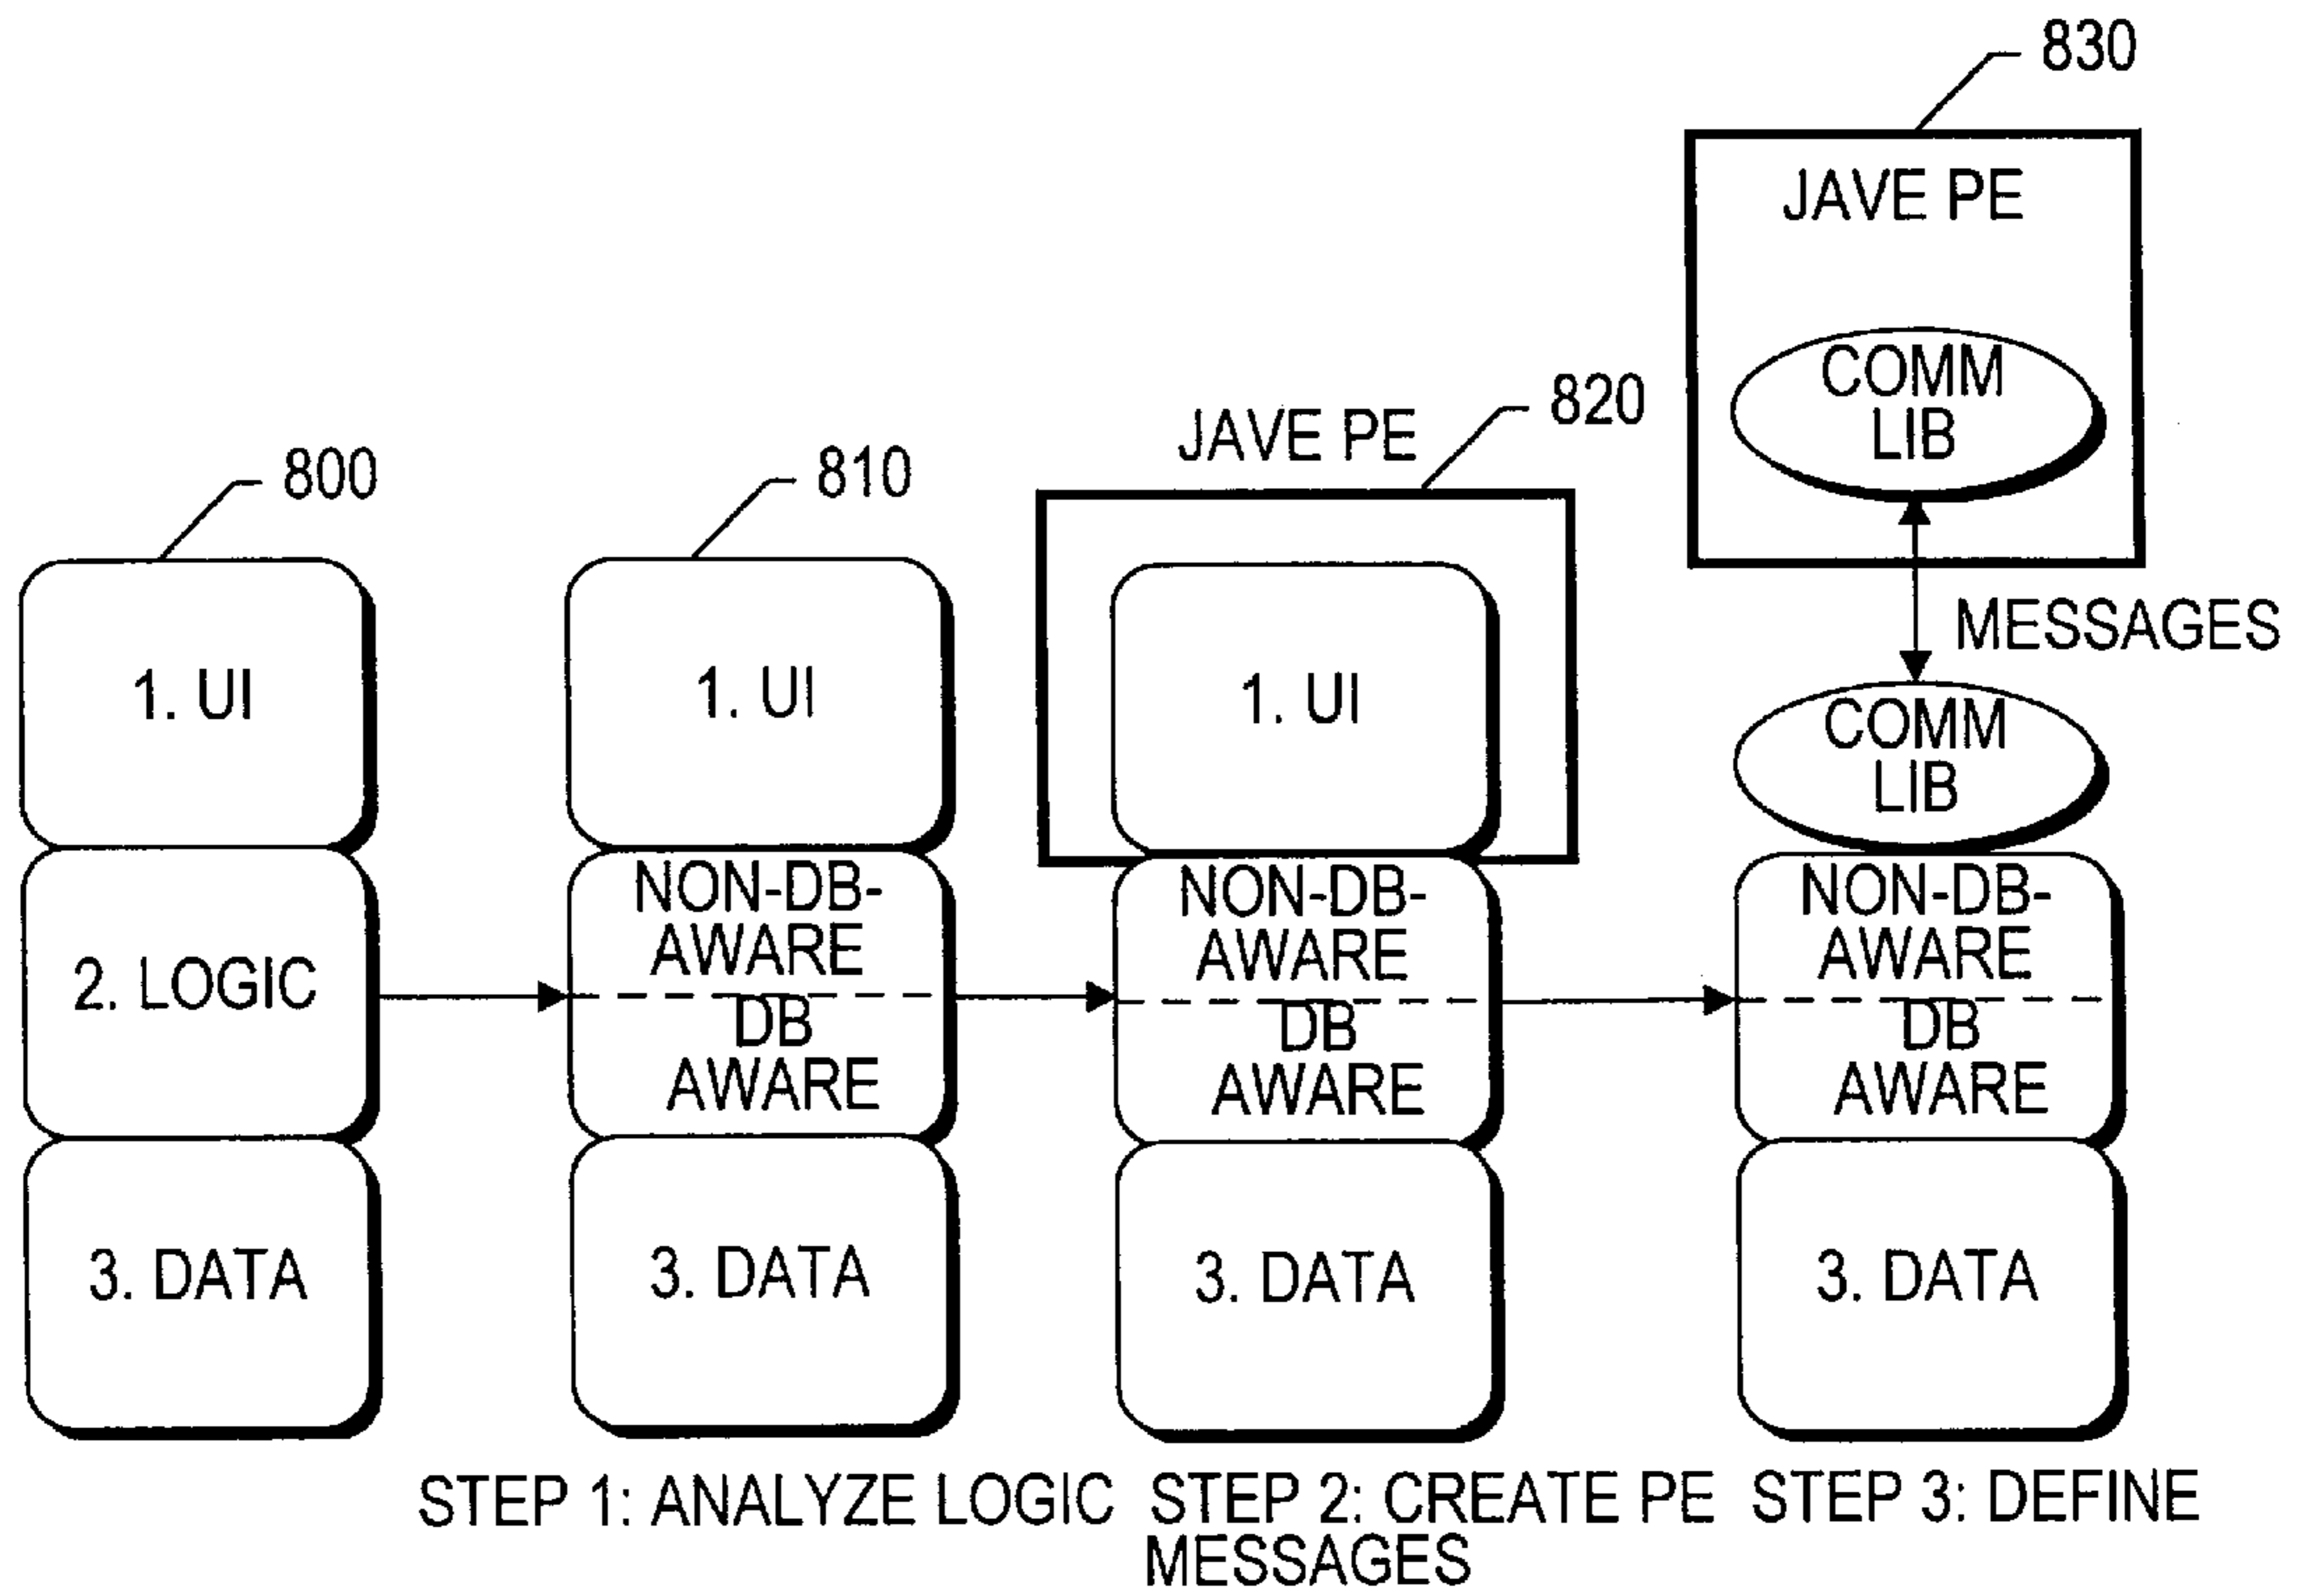 830
JAVE PE
COMM
LIB
820
JAVE PE
800
810
MESSAGES
1. UI
1. UI
1. UI
COMM
LIB
2. LOGIC
NON-DB-
AWARE
DB
AWARE
NON-DB-
AWARE
DB
AWARE
NON-DB-
AWARE
DB
AWARE
3. DATA
3. DATA
3. DATA
3. DATA
STEP 1: ANALYZE LOGIC STEP 2: CREATE PE STEP 3: DEFINE
MESSAGES